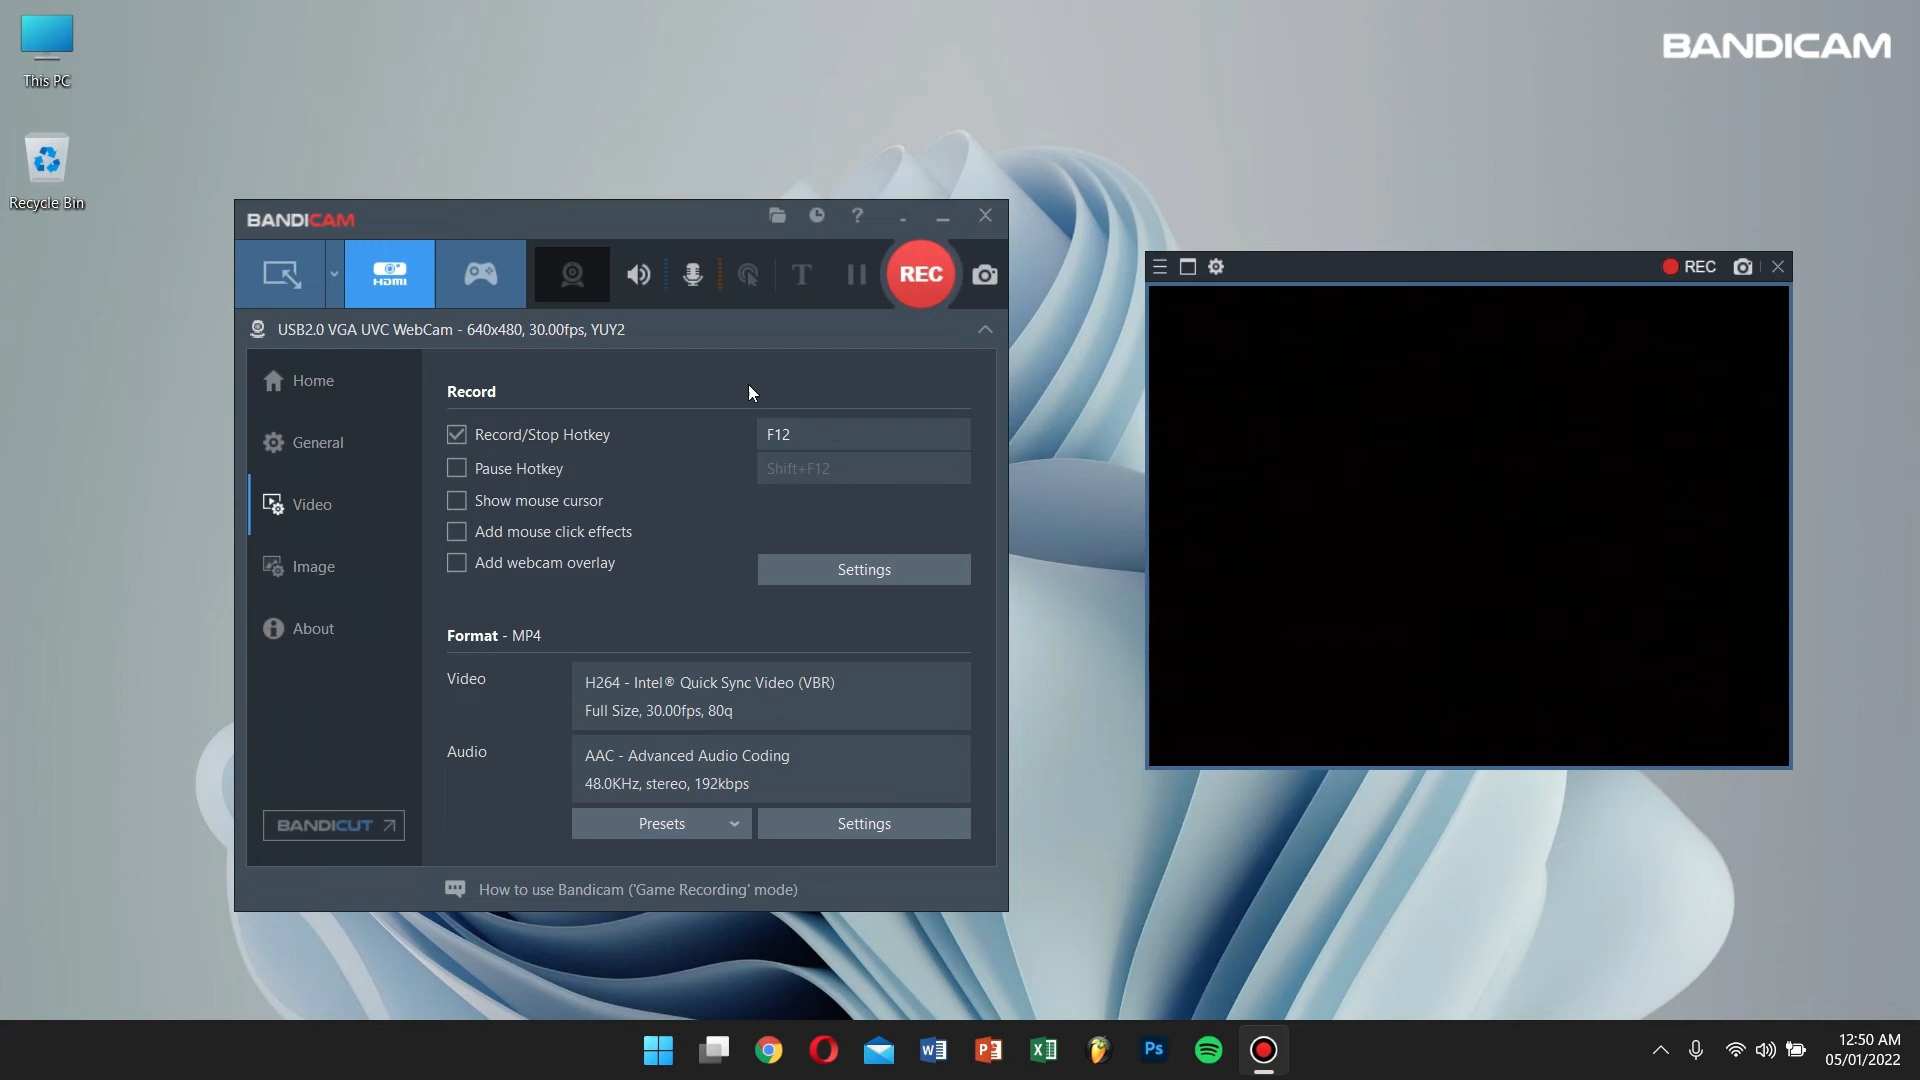 This PC
Recycle Bin
BANDICAM
BANDICAM
HDMI
T
REC
USB2.0 VGA UVC WebCam - 640x480, 30.00fps, YUY2
Home
General
Video
Image
About
BANDICUT
Record
Record/Stop Hotkey
F12
Pause Hotkey
Shift+F12
Show mouse cursor
Add mouse click effects
Add webcam overlay
Settings
Format - MP4
Video
H264 - Intel® Quick Sync Video (VBR)
Full Size, 30.00fps, 80q
Audio
AAC - Advanced Audio Coding
48.0KHz, stereo, 192kbps
Presets
Settings
How to use Bandicam ('Game Recording' mode)
REC
W
P
X
Ps
12:50 AM
05/01/2022